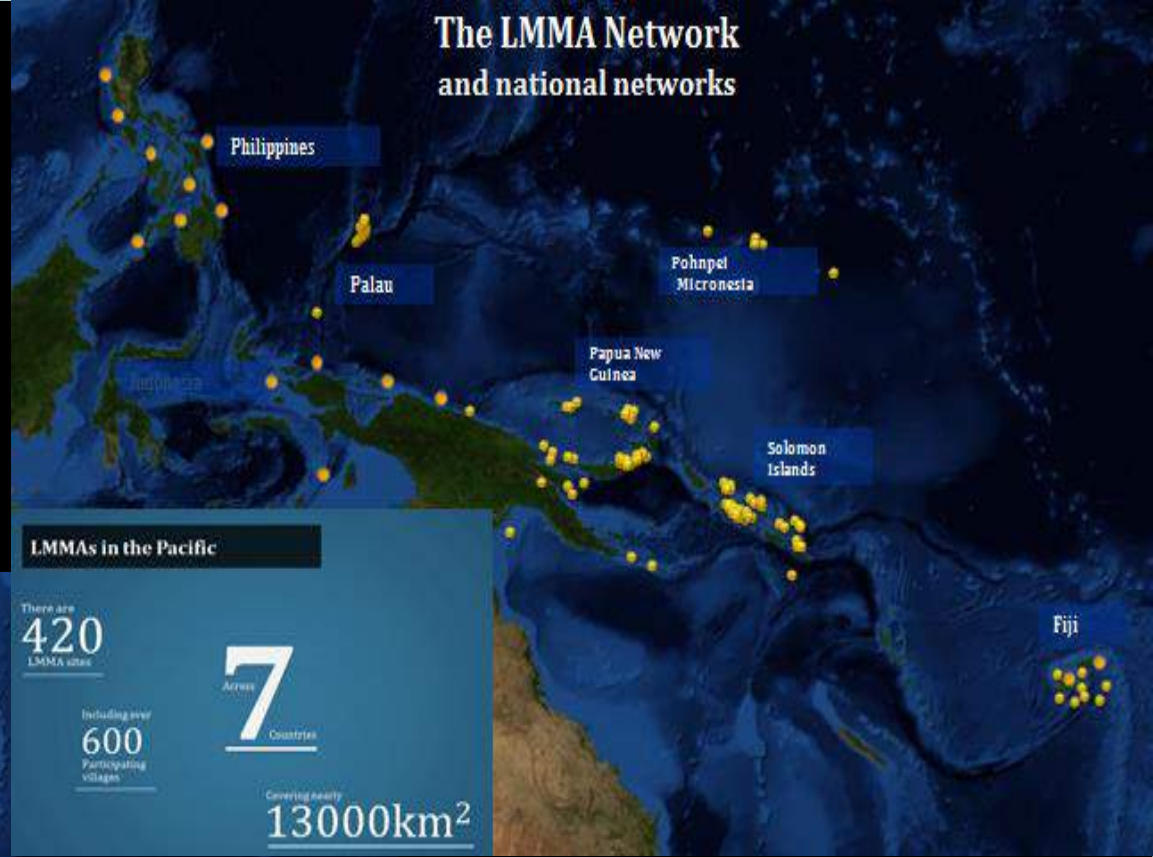 The LMMA Network
and national networks
Philippines
Palau
Pohnpei
Micronesia
Indonesia
Papua New
Guinea
Solomon
Islands
Fiji
LMMAs in the Pacific
There are
420
LMMA sites
Including over
600
Participating
villages
Across
7
Countries
Covering nearly
13000km²